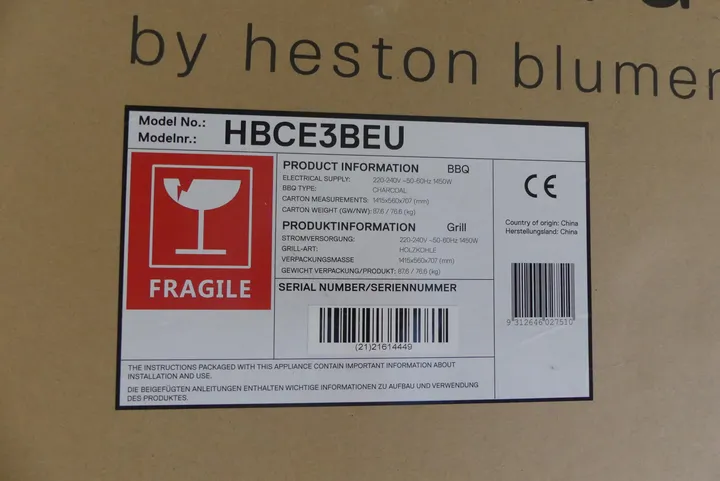 by heston blumen
Model No.:
Modelnr.:
HBCE3BEU
FRAGILE
PRODUCT INFORMATION BBQ
ELECTRICAL SUPPLY: 220-240V ~50-60Hz 1450W
BBQ TYPE: CHARCOAL
CARTON MEASUREMENTS: 1415x560x707 (mm)
CARTON WEIGHT (GW/NW): 87.6 / 76.6 (kg)
PRODUKTINFORMATION Grill
STROMVERSORGUNG: 220-240V ~50-60Hz 1450W
GRILL-ART: HOLZKOHLE
VERPACKUNGSMASSE 1415x560x707 (mm)
GEWICHT VERPACKUNG/PRODUKT: 87.6 / 76.6 (kg)
SERIAL NUMBER/SERIENNUMMER
(21)21614449
CE
Country of origin: China
Herstellungsland: China
9 312646 027510
THE INSTRUCTIONS PACKAGED WITH THIS APPLIANCE CONTAIN IMPORTANT INFORMATION ABOUT
INSTALLATION AND USE.
DIE BEIGEFÜGTEN ANLEITUNGEN ENTHALTEN WICHTIGE INFORMATIONEN ZU AUFBAU UND VERWENDUNG
DES PRODUKTES.